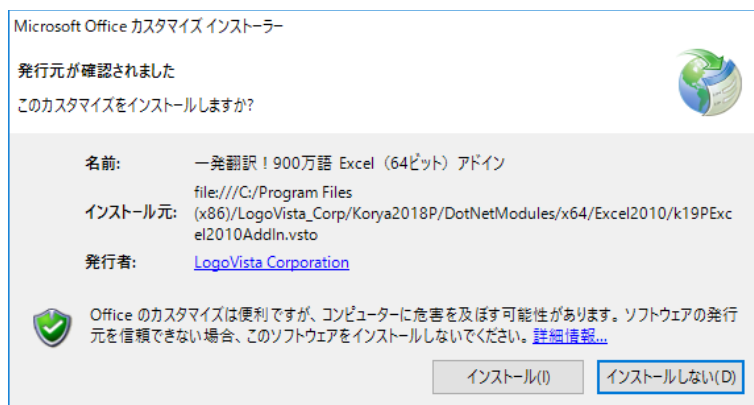 Microsoft Office カスタマイズ インストーラー
発行元が確認されました
このカスタマイズをインストールしますか?
名前: 一発翻訳！900万語 Excel（64ビット）アドイン
インストール元: file:///C:/Program Files
(x86)/LogoVista_Corp/Korya2018P/DotNetModules/x64/Excel2010/k19PExc
el2010AddIn.vsto
発行者: LogoVista Corporation
Office のカスタマイズは便利ですが、コンピューターに危害を及ぼす可能性があります。ソフトウェアの発行
元を信頼できない場合、このソフトウェアをインストールしないでください。詳細情報...
インストール(I) インストールしない(D)